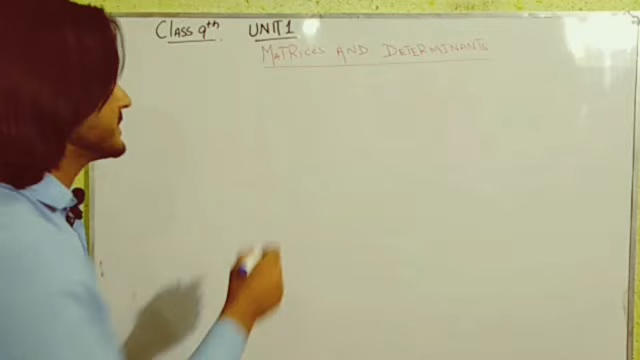 Class 9th. UNIT 1
MATRICES AND DETERMINANTS